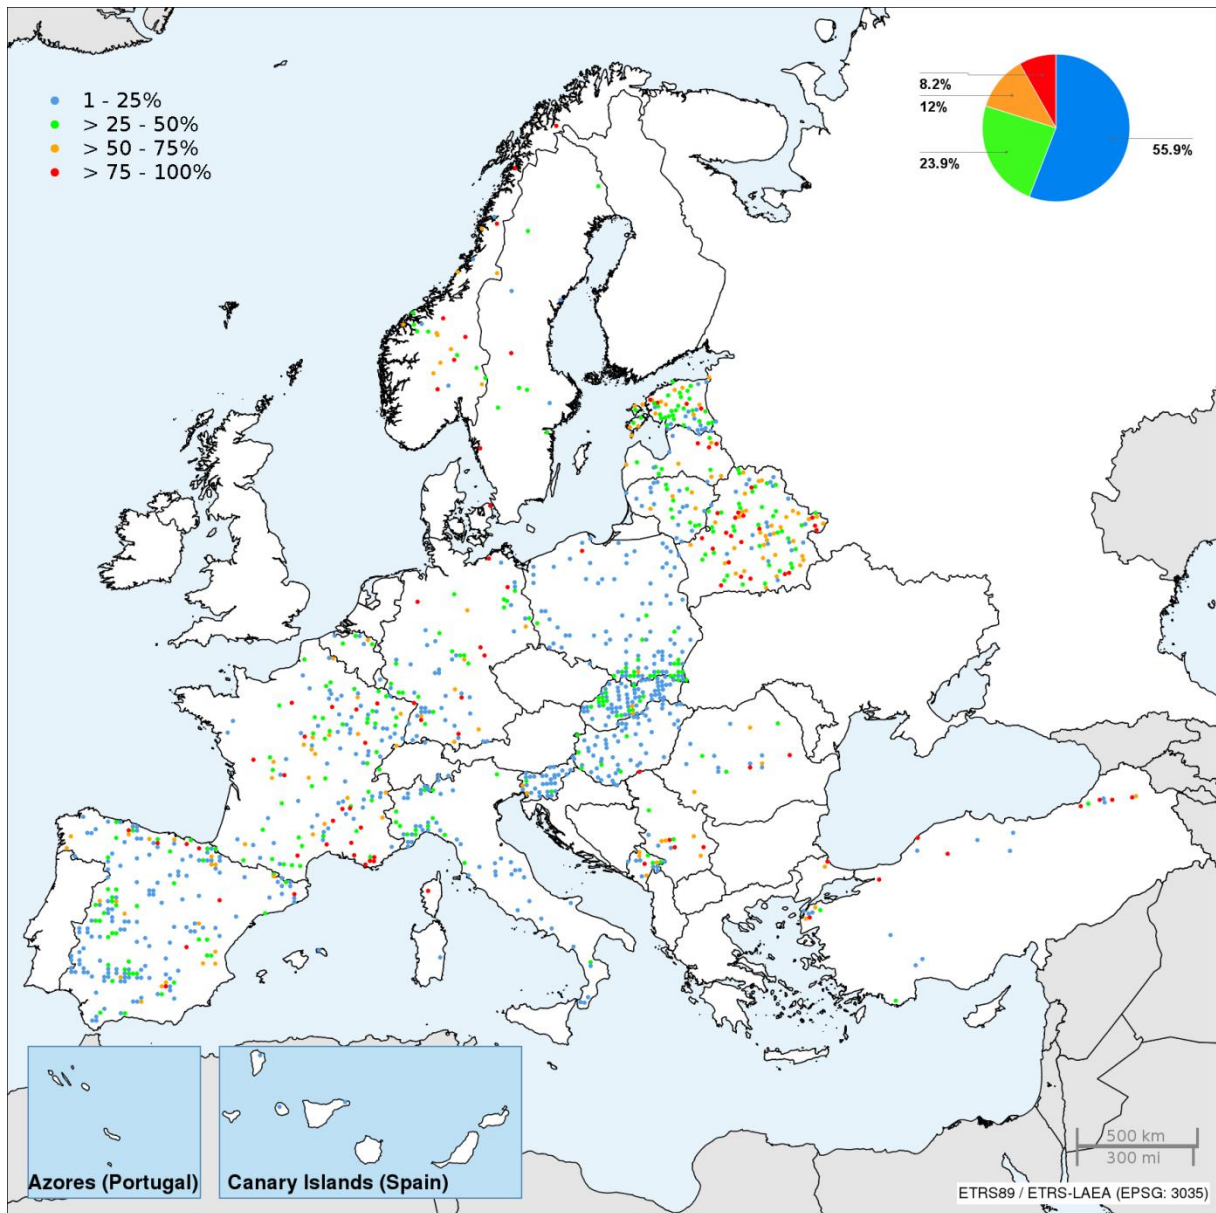 1 - 25%
> 25 - 50%
> 50 - 75%
> 75 - 100%
8.2%
12%
23.9%
55.9%
Azores (Portugal)
Canary Islands (Spain)
500 km
300 mi
ETRS89 / ETRS-LAEA (EPSG: 3035)